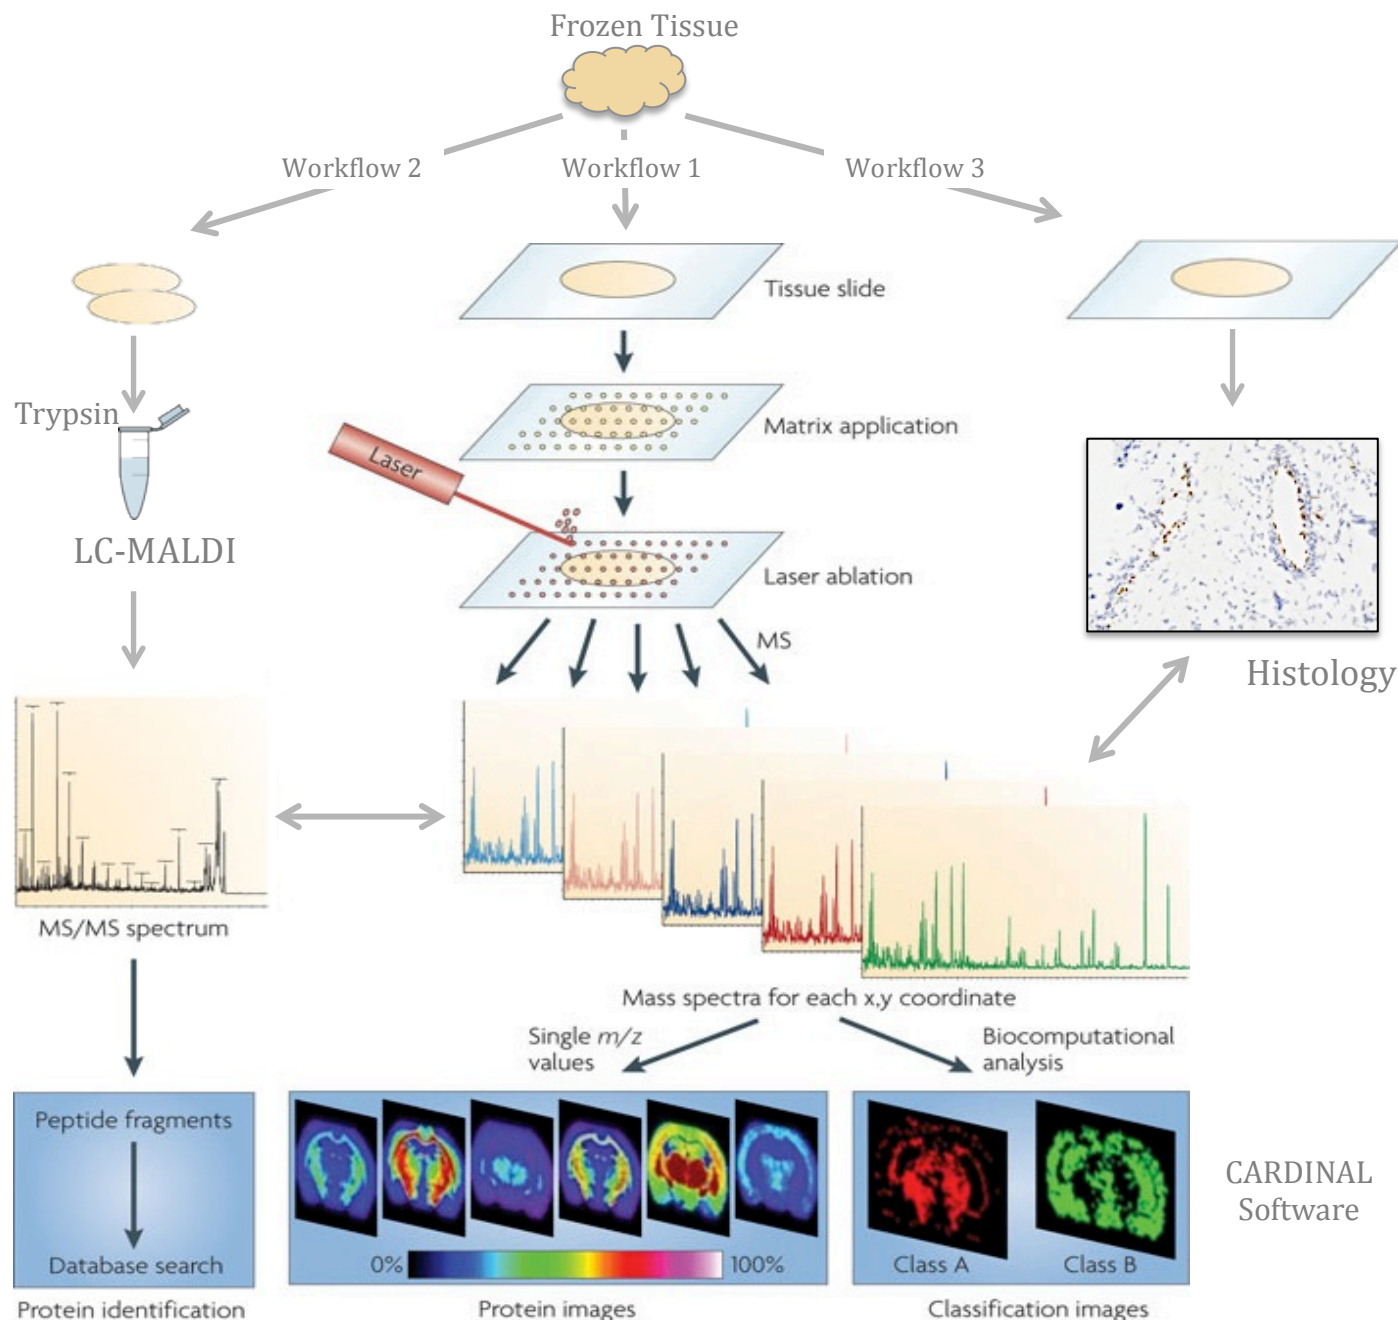 Frozen Tissue
Workflow 2
Workflow 1
Workflow 3
Tissue slide
Trypsin
Matrix application
Laser
LC-MALDI
Laser ablation
MS
Histology
MS/MS spectrum
Mass spectra for each x,y coordinate
Single m/z
values
Biocomputational
analysis
Peptide fragments
Database search
0%
100%
Class A
Class B
CARDINAL
Software
Protein identification
Protein images
Classification images